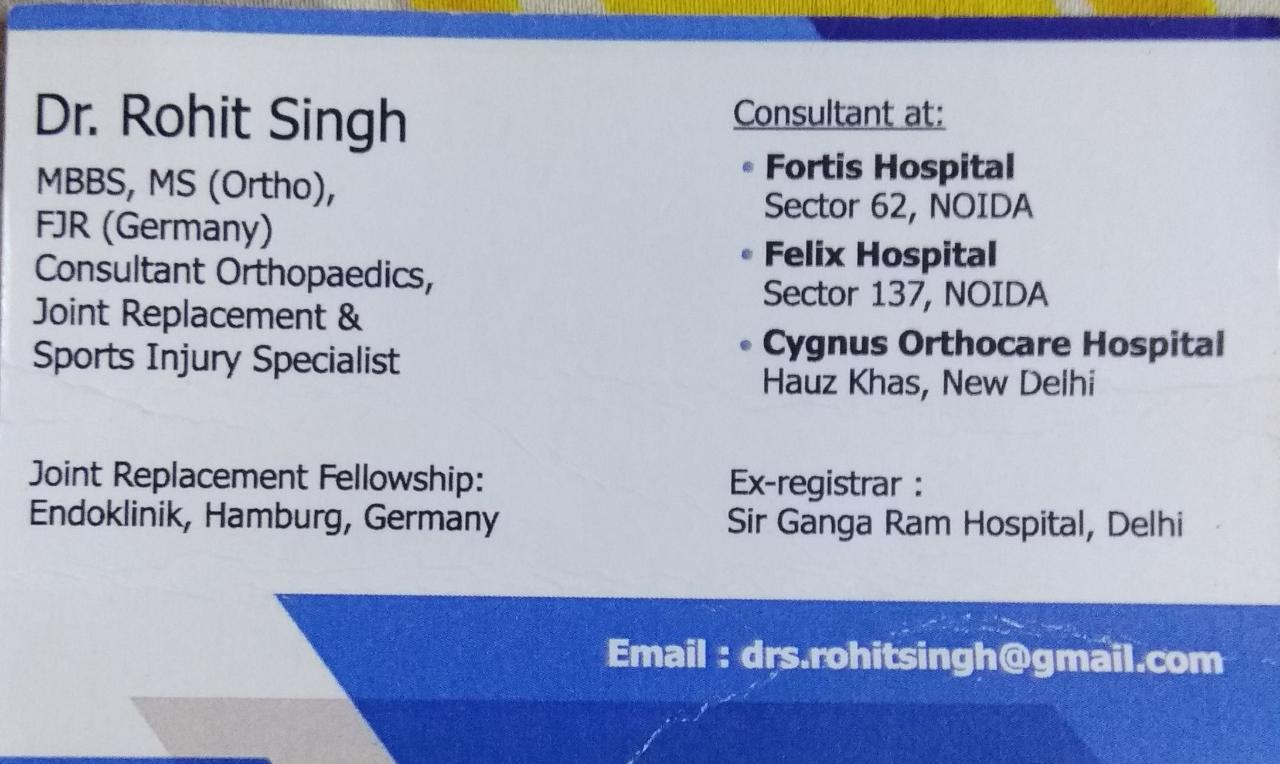 Dr. Rohit Singh
MBBS, MS (Ortho),
FJR (Germany)
Consultant Orthopaedics,
Joint Replacement &
Sports Injury Specialist
Joint Replacement Fellowship:
Endoklinik, Hamburg, Germany
Consultant at:
• Fortis Hospital
Sector 62, NOIDA
• Felix Hospital
Sector 137, NOIDA
• Cygnus Orthocare Hospital
Hauz Khas, New Delhi
Ex-registrar :
Sir Ganga Ram Hospital, Delhi
Email : drs.rohitsingh@gmail.com